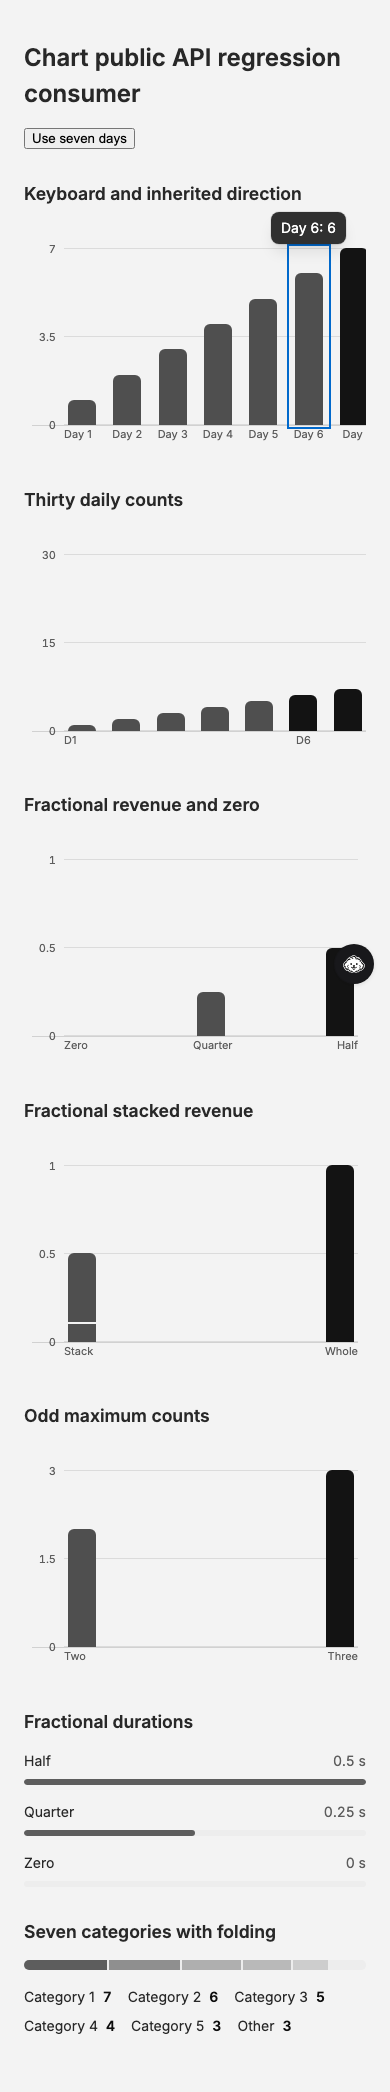 Chart public API regression
consumer
Use seven days
Keyboard and inherited direction
Day 6: 6
7
3.5
0
Day 1 Day 2 Day 3 Day 4 Day 5 Day 6 Day
Thirty daily counts
30
15
0
D1 D6
Fractional revenue and zero
1
0.5
0
Zero Quarter Half
Fractional stacked revenue
1
0.5
0
Stack Whole
Odd maximum counts
3
1.5
0
Two Three
Fractional durations
Half 0.5 s
Quarter 0.25 s
Zero 0 s
Seven categories with folding
Category 1 7 Category 2 6 Category 3 5
Category 4 4 Category 5 3 Other 3